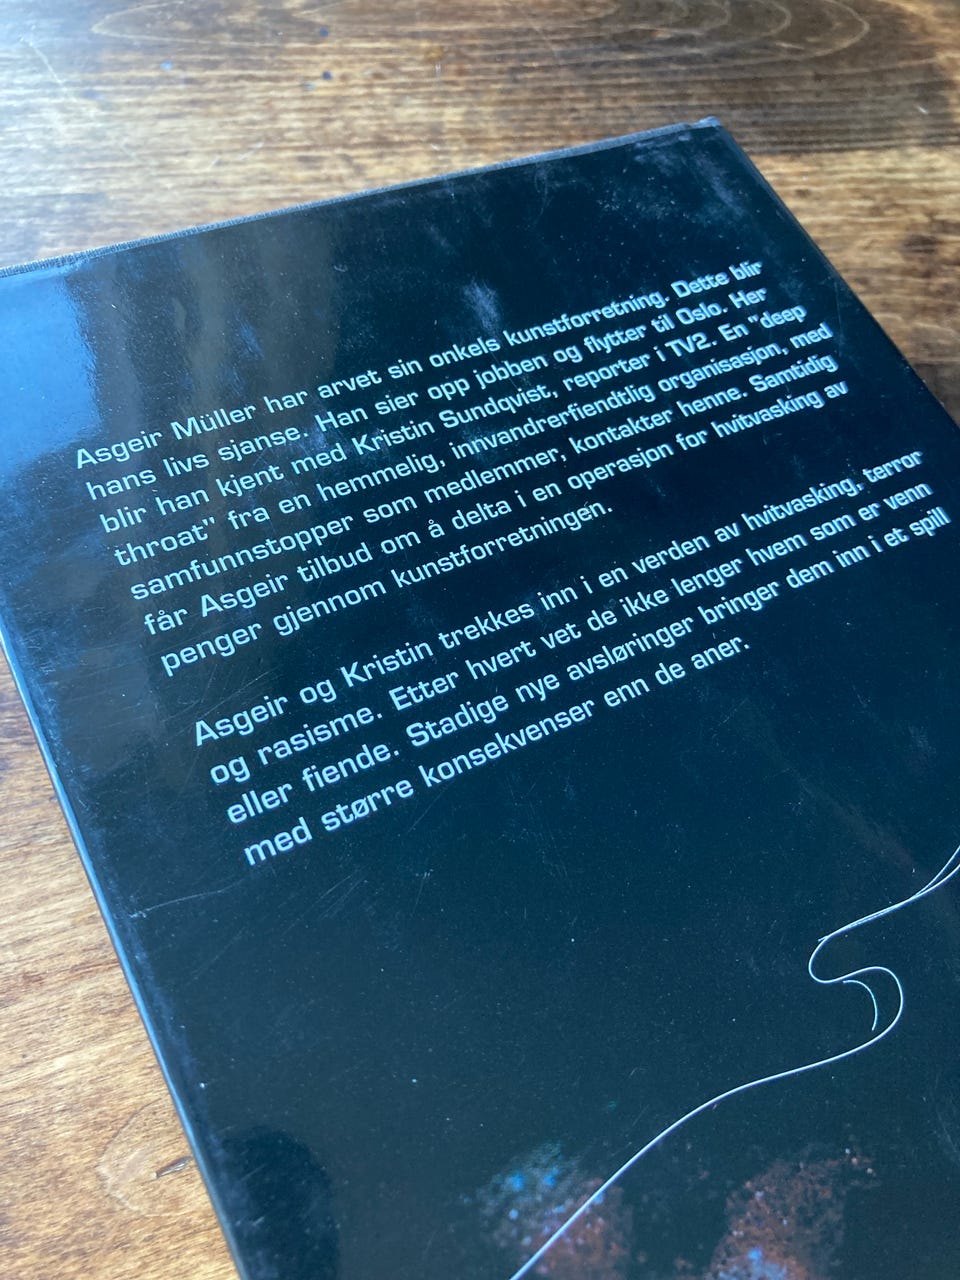 Asgeir Müller har arvet sin onkels kunstforretning. Dette blir
hans livs sjanse. Han sier opp jobben og flytter til Oslo. Her
blir han kjent med Kristin Sundqvist, reporter i TV2. En "deep
throat" fra en hemmelig, innvandrerfiendtlig organisasjon, med
samfunnstopper som medlemmer, kontakter henne. Samtidig
får Asgeir tilbud om å delta i en operasjon for hvitvasking av
penger gjennom kunstforretningen.
Asgeir og Kristin trekkes inn i en verden av hvitvasking, terror
og rasisme. Etter hvert vet de ikke lenger hvem som er venn
eller fiende. Stadige nye avsløringer bringer dem inn i et spill
med større konsekvenser enn de aner.